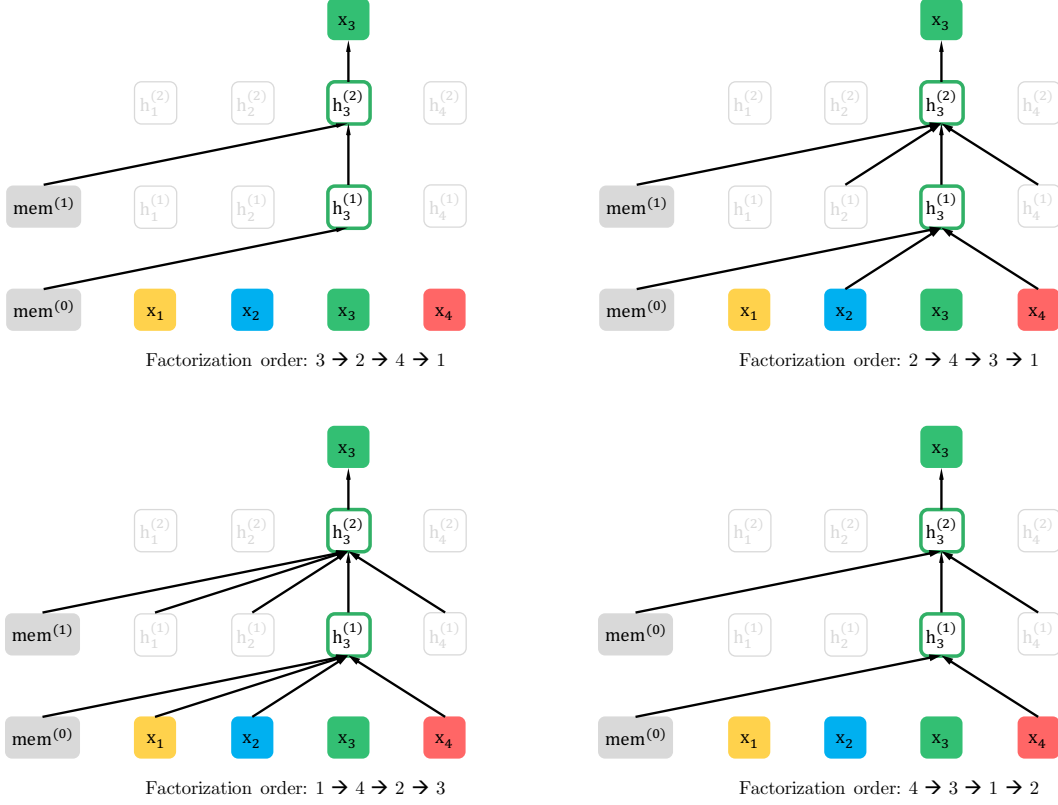 x₃ x₃
h₁⁽²⁾ h₂⁽²⁾ h₃⁽²⁾ h₄⁽²⁾ h₁⁽²⁾ h₂⁽²⁾ h₃⁽²⁾ h₄⁽²⁾
mem⁽¹⁾ h₁⁽¹⁾ h₂⁽¹⁾ h₃⁽¹⁾ h₄⁽¹⁾ mem⁽¹⁾ h₁⁽¹⁾ h₂⁽¹⁾ h₃⁽¹⁾ h₄⁽¹⁾
mem⁽⁰⁾ x₁ x₂ x₃ x₄ mem⁽⁰⁾ x₁ x₂ x₃ x₄
Factorization order: 3 → 2 → 4 → 1 Factorization order: 2 → 4 → 3 → 1
x₃ x₃
h₁⁽²⁾ h₂⁽²⁾ h₃⁽²⁾ h₄⁽²⁾ h₁⁽²⁾ h₂⁽²⁾ h₃⁽²⁾ h₄⁽²⁾
mem⁽¹⁾ h₁⁽¹⁾ h₂⁽¹⁾ h₃⁽¹⁾ h₄⁽¹⁾ mem⁽⁰⁾ h₁⁽¹⁾ h₂⁽¹⁾ h₃⁽¹⁾ h₄⁽¹⁾
mem⁽⁰⁾ x₁ x₂ x₃ x₄ mem⁽⁰⁾ x₁ x₂ x₃ x₄
Factorization order: 1 → 4 → 2 → 3 Factorization order: 4 → 3 → 1 → 2